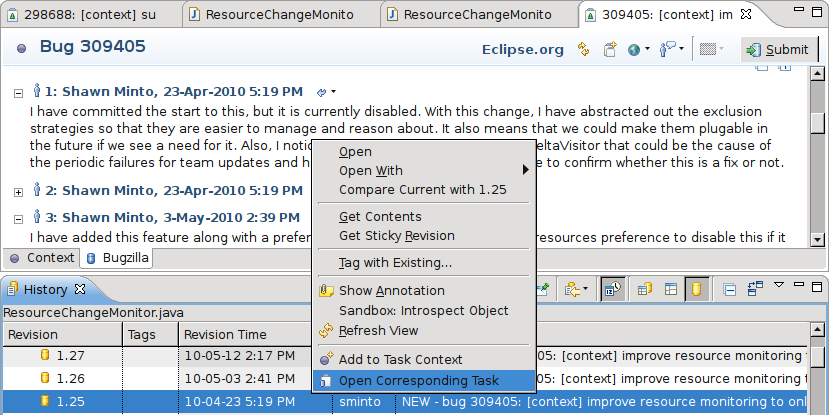 298688: [context] su
ResourceChangeMonito
ResourceChangeMonito
309405: [context] im
Bug 309405
Eclipse.org
Submit
1: Shawn Minto, 23-Apr-2010 5:19 PM
I have committed the start to this, but it is currently disabled. With this change, I have abstracted out the exclusion
strategies so that they are easier to manage and reason about. It also means that we could make them plugable in
the future if we see a need for it. Also, I notic
eltaVisitor that could be the cause of
the periodic failures for team updates and h
e to confirm whether this is a fix or not.
2: Shawn Minto, 23-Apr-2010 5:19 PM
3: Shawn Minto, 3-May-2010 2:39 PM
I have added this feature along with a prefer
resources preference to disable this if it
Context
Bugzilla
Open
Open With
Compare Current with 1.25
Get Contents
Get Sticky Revision
Tag with Existing...
Show Annotation
Sandbox: Introspect Object
Refresh View
Add to Task Context
Open Corresponding Task
History
ResourceChangeMonitor.java
Revision Tags Revision Time
1.27 10-05-12 2:17 PM 05: [context] improve resource monitoring t
1.26 10-05-03 2:41 PM 05: [context] improve resource monitoring t
1.25 10-04-23 5:19 PM sminto NEW - bug 309405: [context] improve resource monitoring to onl